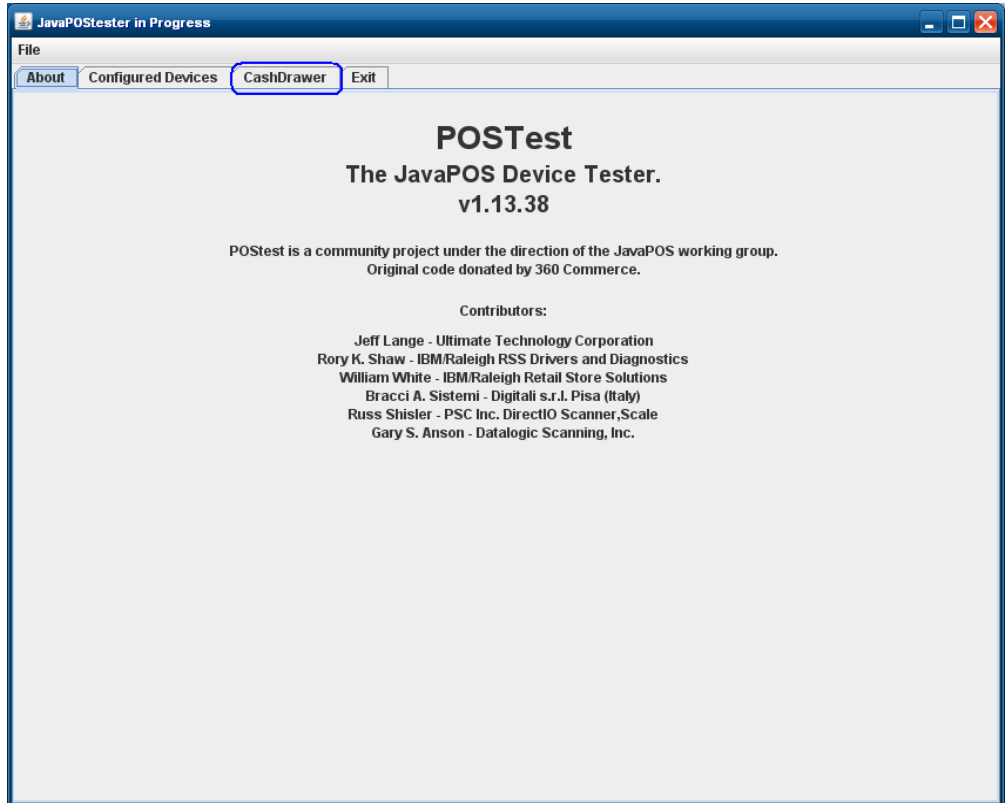 JavaPOStester in Progress
File
About Configured Devices CashDrawer Exit
POSTest
The JavaPOS Device Tester.
v1.13.38
POStest is a community project under the direction of the JavaPOS working group.
Original code donated by 360 Commerce.
Contributors:
Jeff Lange - Ultimate Technology Corporation
Rory K. Shaw - IBM/Raleigh RSS Drivers and Diagnostics
William White - IBM/Raleigh Retail Store Solutions
Bracci A. Sistemi - Digitali s.r.l. Pisa (Italy)
Russ Shisler - PSC Inc. DirectIO Scanner,Scale
Gary S. Anson - Datalogic Scanning, Inc.